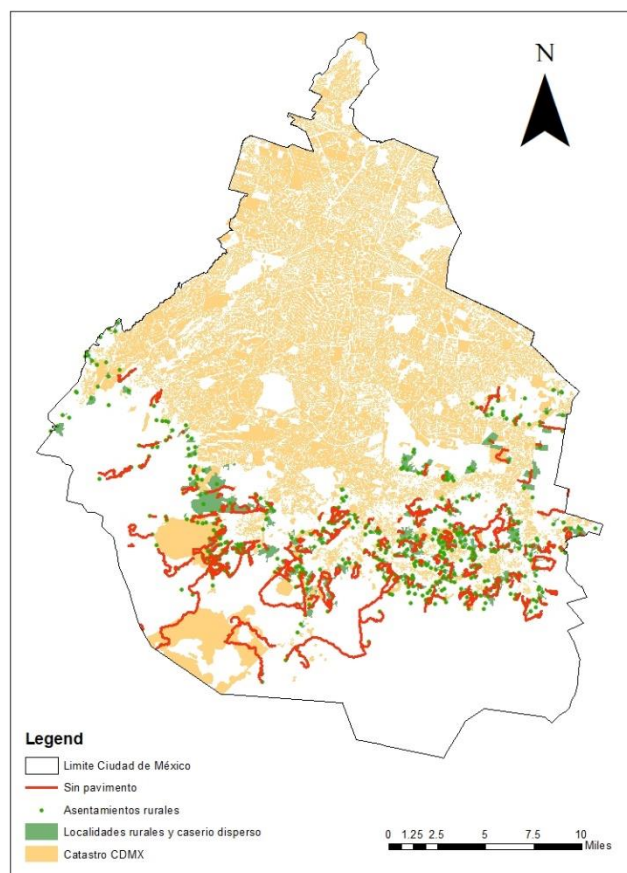 N
Legend
Limite Ciudad de México
Sin pavimento
Asentamientos rurales
Localidades rurales y caserio disperso
Catastro CDMX
0 1.25 2.5 5 7.5 10
Miles